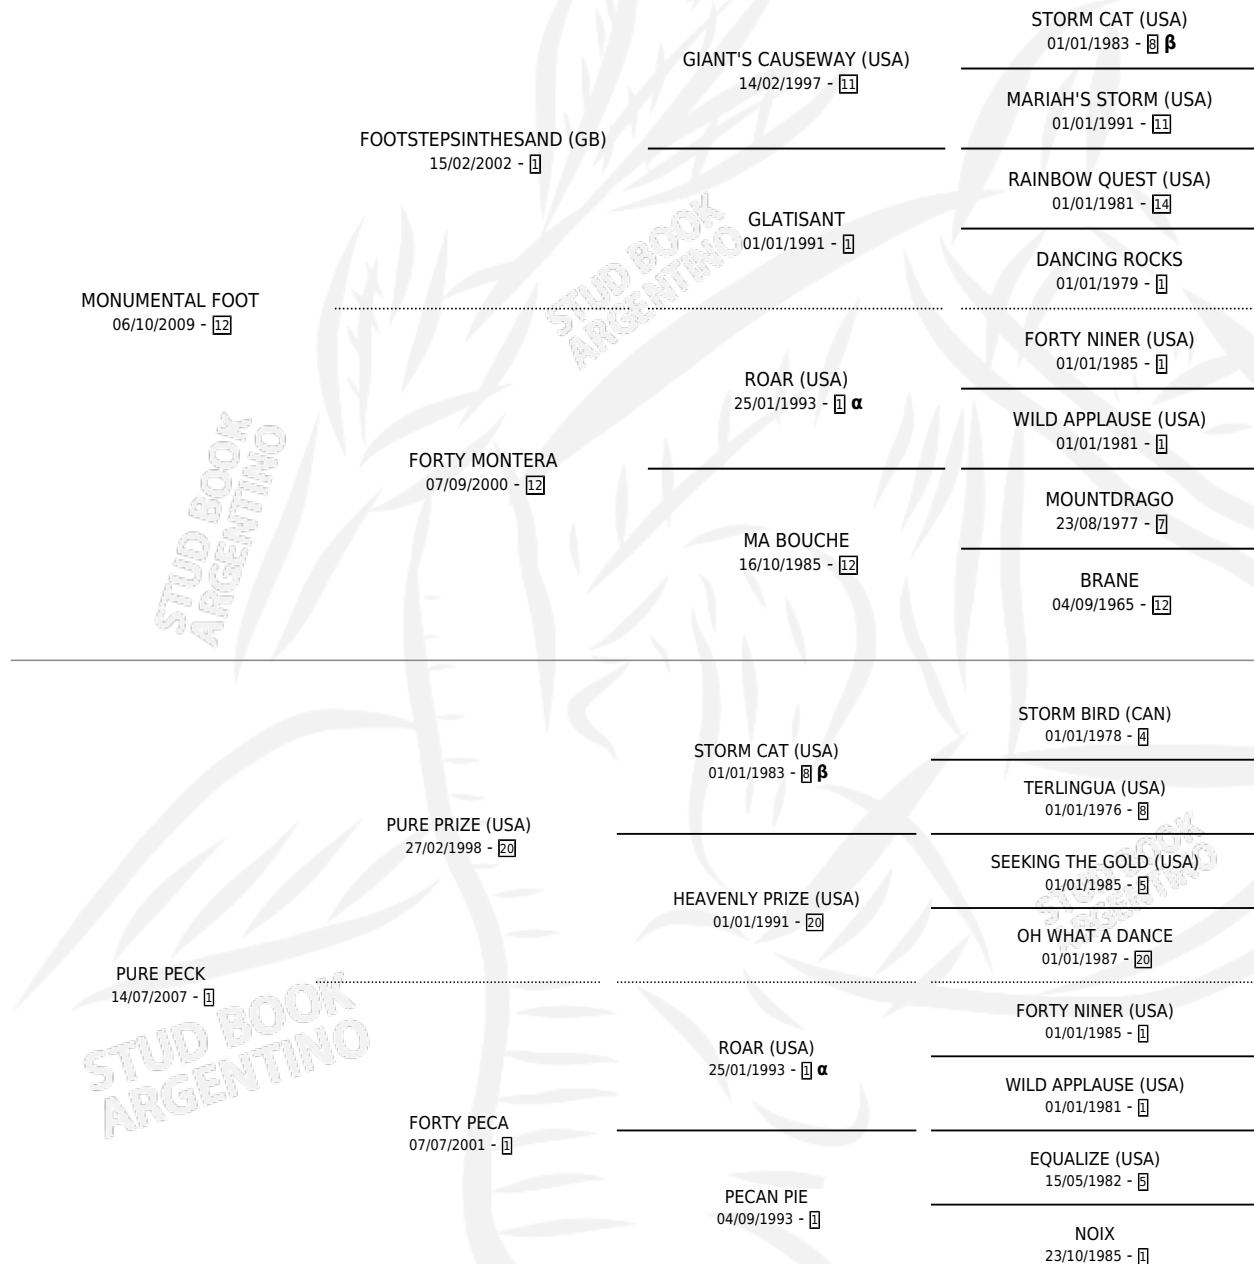 STORM CAT (USA)
01/01/1983 - 8 β
GIANT'S CAUSEWAY (USA)
14/02/1997 - 11
MARIAH'S STORM (USA)
01/01/1991 - 11
FOOTSTEPSINTHESAND (GB)
15/02/2002 - 1
RAINBOW QUEST (USA)
01/01/1981 - 14
GLATISANT
01/01/1991 - 1
DANCING ROCKS
01/01/1979 - 1
MONUMENTAL FOOT
06/10/2009 - 12
FORTY NINER (USA)
01/01/1985 - 1
ROAR (USA)
25/01/1993 - 1 α
WILD APPLAUSE (USA)
01/01/1981 - 1
FORTY MONTERA
07/09/2000 - 12
MOUNTDRAGO
23/08/1977 - 7
MA BOUCHE
16/10/1985 - 12
BRANE
04/09/1965 - 12
STORM BIRD (CAN)
01/01/1978 - 4
STORM CAT (USA)
01/01/1983 - 8 β
TERLINGUA (USA)
01/01/1976 - 8
PURE PRIZE (USA)
27/02/1998 - 20
SEEKING THE GOLD (USA)
01/01/1985 - 5
HEAVENLY PRIZE (USA)
01/01/1991 - 20
OH WHAT A DANCE
01/01/1987 - 20
PURE PECK
14/07/2007 - 1
FORTY NINER (USA)
01/01/1985 - 1
ROAR (USA)
25/01/1993 - 1 α
WILD APPLAUSE (USA)
01/01/1981 - 1
FORTY PECA
07/07/2001 - 1
EQUALIZE (USA)
15/05/1982 - 5
PECAN PIE
04/09/1993 - 1
NOIX
23/10/1985 - 1
STUD BOOK
ARGENTINO
STUD BOOK
ARGENTINO
STUD BOOK
ARGENTINO
STUD BOOK
ARGENTINO